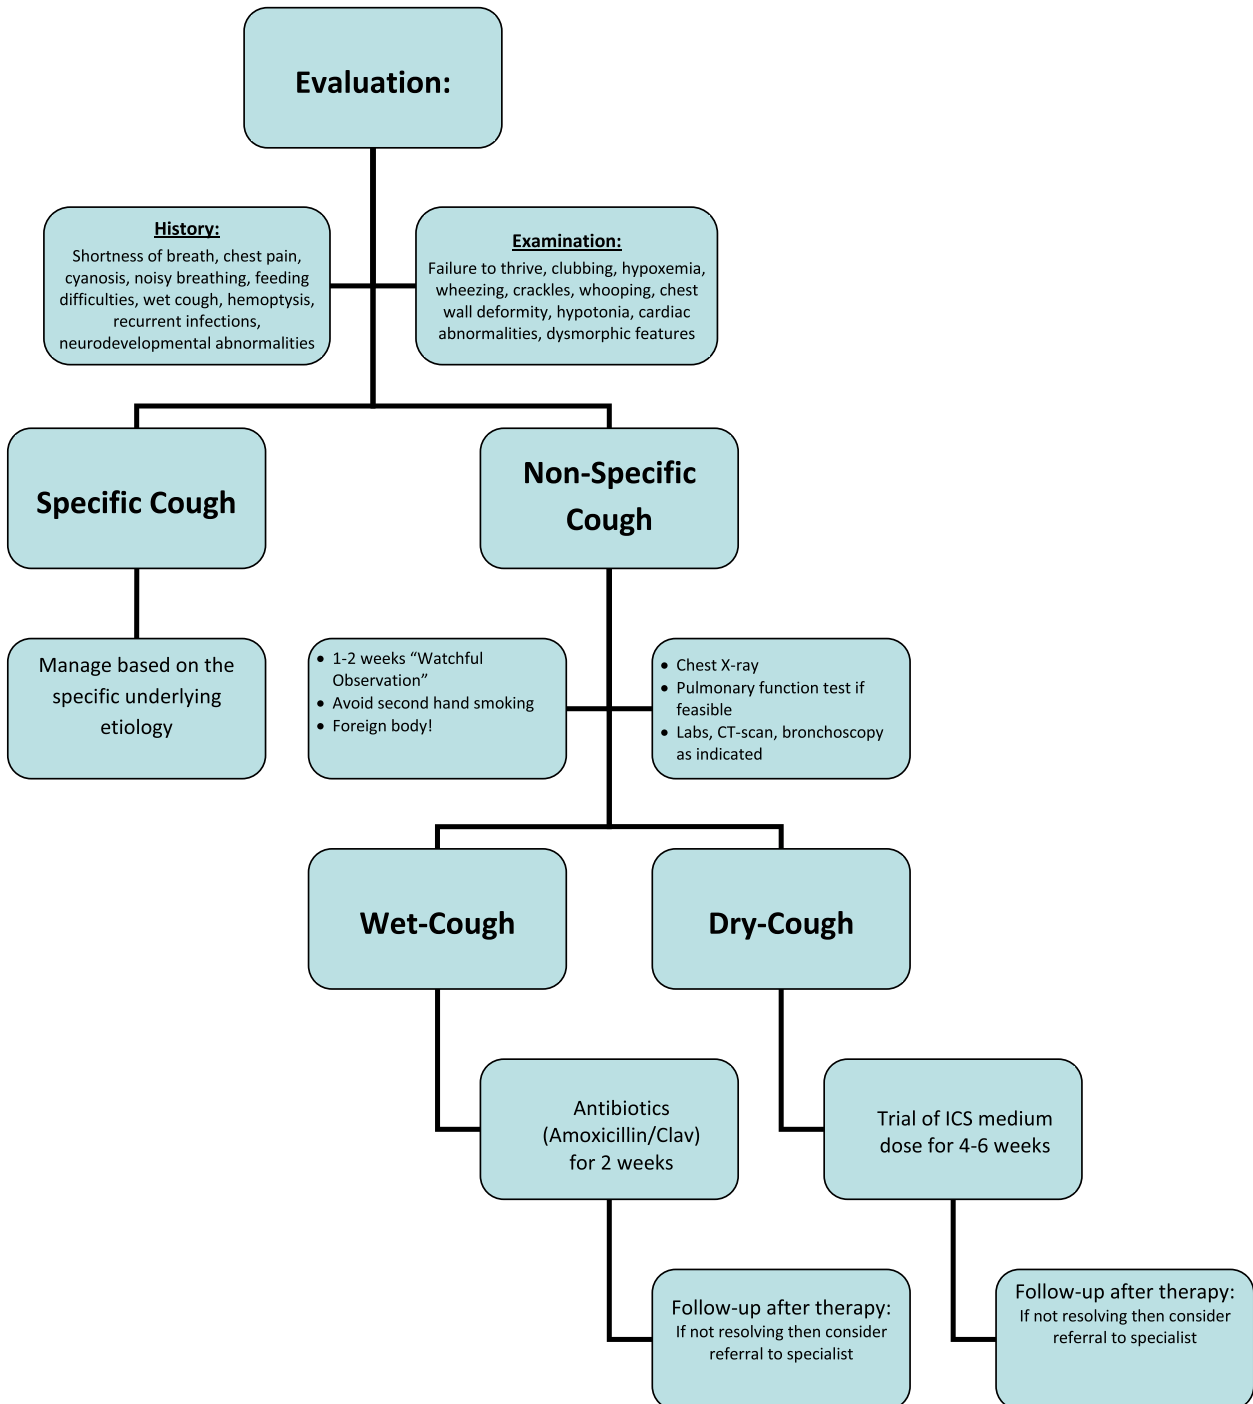 Evaluation:
History:
Shortness of breath, chest pain,
cyanosis, noisy breathing, feeding
difficulties, wet cough, hemoptysis,
recurrent infections,
neurodevelopmental abnormalities
Examination:
Failure to thrive, clubbing, hypoxemia,
wheezing, crackles, whooping, chest
wall deformity, hypotonia, cardiac
abnormalities, dysmorphic features
Specific Cough
Non-Specific
Cough
Manage based on the
specific underlying
etiology
• 1-2 weeks “Watchful
Observation”
• Avoid second hand smoking
• Foreign body!
• Chest X-ray
• Pulmonary function test if
feasible
• Labs, CT-scan, bronchoscopy
as indicated
Wet-Cough
Dry-Cough
Antibiotics
(Amoxicillin/Clav)
for 2 weeks
Trial of ICS medium
dose for 4-6 weeks
Follow-up after therapy:
If not resolving then consider
referral to specialist
Follow-up after therapy:
If not resolving then consider
referral to specialist